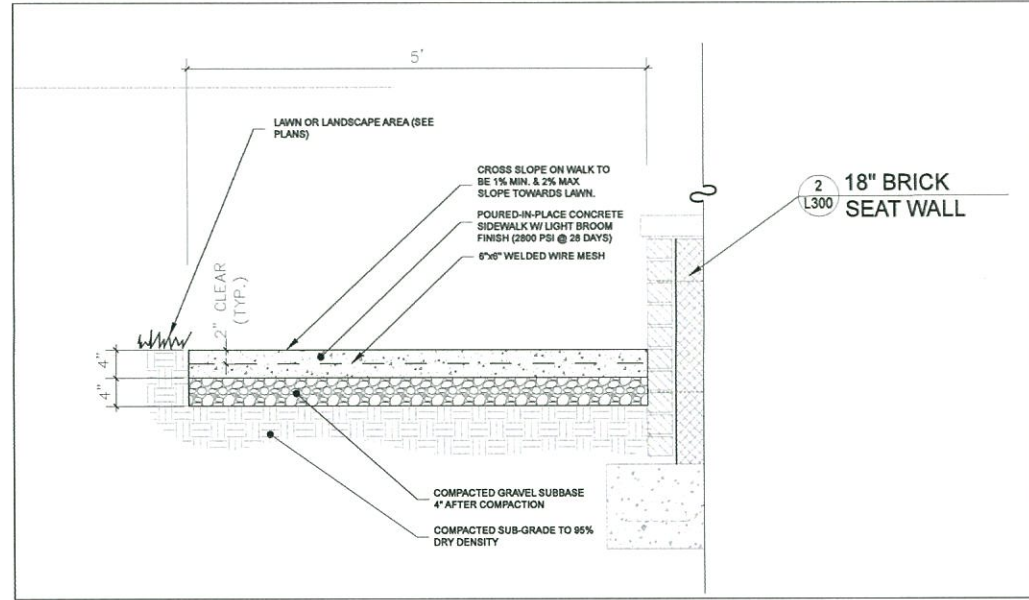 5'
LAWN OR LANDSCAPE AREA (SEE
PLANS)
CROSS SLOPE ON WALK TO
BE 1% MIN. & 2% MAX
SLOPE TOWARDS LAWN.
POURED-IN-PLACE CONCRETE
SIDEWALK W/ LIGHT BROOM
FINISH (2800 PSI @ 28 DAYS)
6"x6" WELDED WIRE MESH
2
L300
18" BRICK
SEAT WALL
2" CLEAR
(TYP.)
4"
4"
COMPACTED GRAVEL SUBBASE
4" AFTER COMPACTION
COMPACTED SUB-GRADE TO 95%
DRY DENSITY